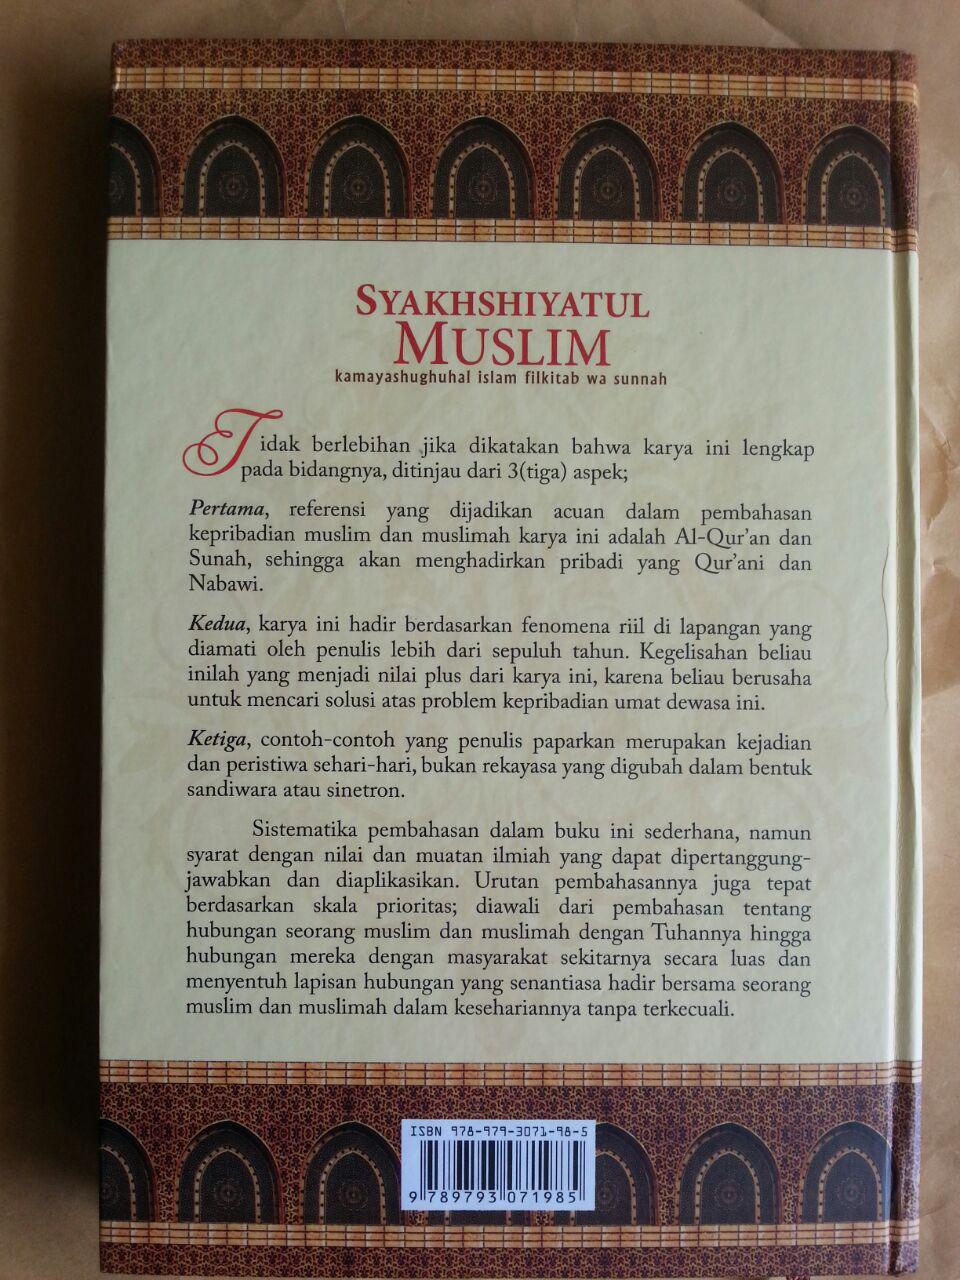 SYAKHSHIYATUL
MUSLIM
kamayashughuhal islam filkitab wa sunnah
Tidak berlebihan jika dikatakan bahwa karya ini lengkap
pada bidangnya, ditinjau dari 3(tiga) aspek;
Pertama, referensi yang dijadikan acuan dalam pembahasan
kepribadian muslim dan muslimah karya ini adalah Al-Qur'an dan
Sunah, sehingga akan menghadirkan pribadi yang Qur'ani dan
Nabawi.
Kedua, karya ini hadir berdasarkan fenomena riil di lapangan yang
diamati oleh penulis lebih dari sepuluh tahun. Kegelisahan beliau
inilah yang menjadi nilai plus dari karya ini, karena beliau berusaha
untuk mencari solusi atas problem kepribadian umat dewasa ini.
Ketiga, contoh-contoh yang penulis paparkan merupakan kejadian
dan peristiwa sehari-hari, bukan rekayasa yang digubah dalam bentuk
sandiwara atau sinetron.
Sistematika pembahasan dalam buku ini sederhana, namun
syarat dengan nilai dan muatan ilmiah yang dapat dipertanggung-
jawabkan dan diaplikasikan. Urutan pembahasannya juga tepat
berdasarkan skala prioritas; diawali dari pembahasan tentang
hubungan seorang muslim dan muslimah dengan Tuhannya hingga
hubungan mereka dengan masyarakat sekitarnya secara luas dan
menyentuh lapisan hubungan yang senantiasa hadir bersama seorang
muslim dan muslimah dalam kesehariannya tanpa terkecuali.
ISBN 978-979-3071-98-5
9 789793 071985